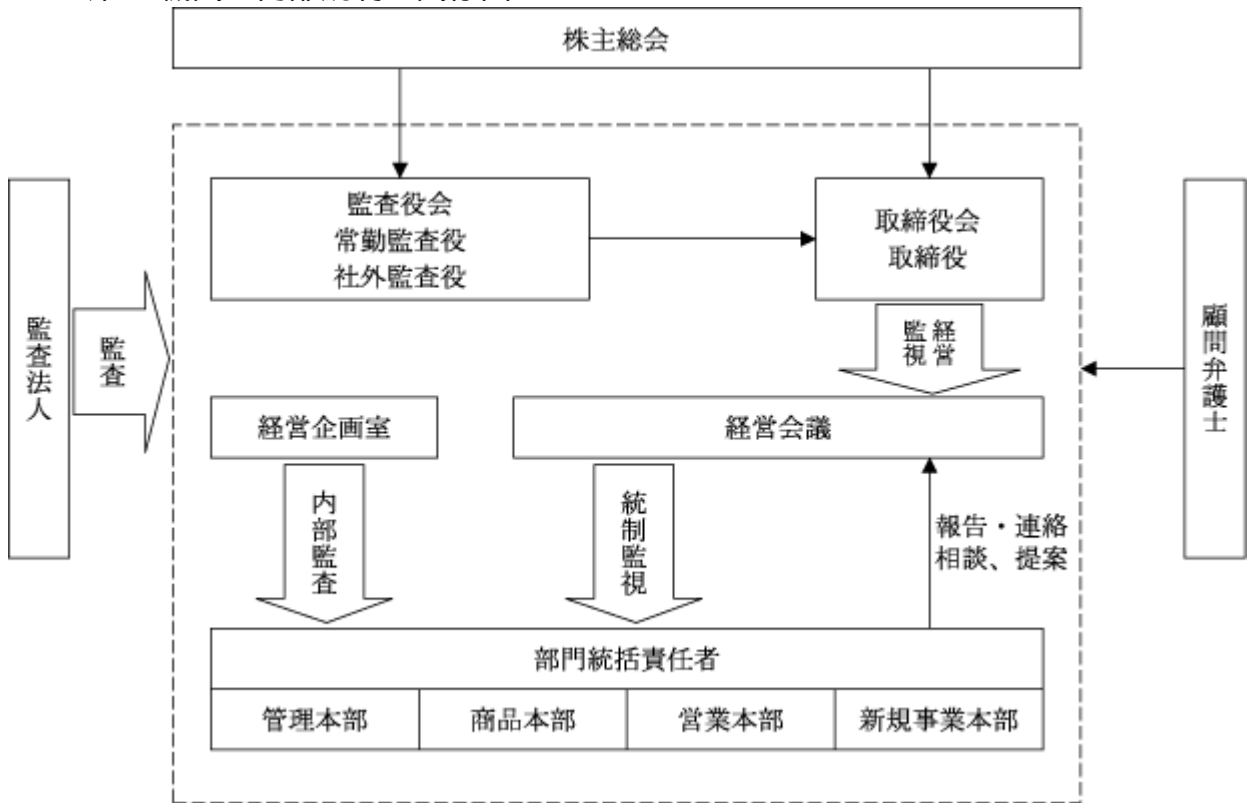 株主総会
監査役会
常勤監査役
社外監査役
取締役会
取締役
監査法人
監査
経営
監視
顧問弁護士
経営企画室
経営会議
内部監査
統制監視
報告・連絡
相談、提案
部門統括責任者
管理本部
商品本部
営業本部
新規事業本部